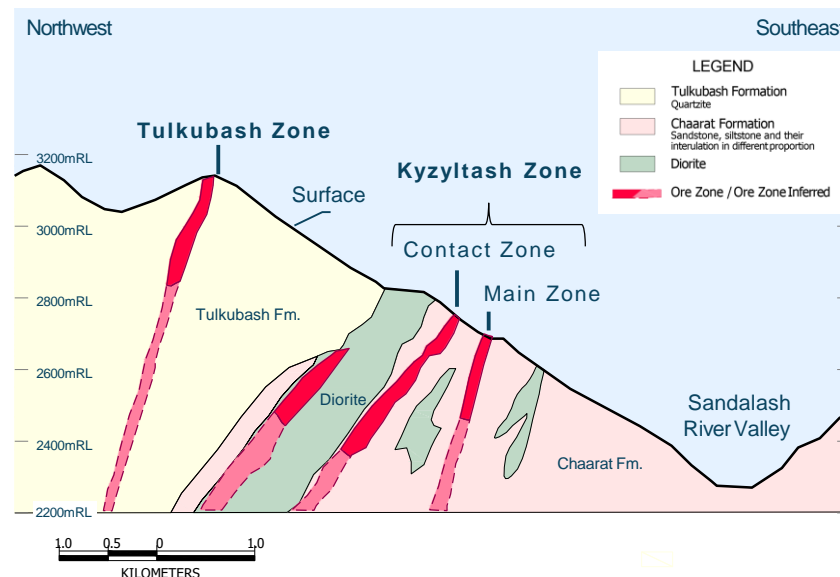 Northwest
Southeast
LEGEND
Tulkubash Formation
Quartzite
Chaarat Formation
Sandstone, siltstone and their
interulation in different proportion
Diorite
Ore Zone / Ore Zone Inferred
Tulkubash Zone
3200mRL
Kyzyltash Zone
Surface
3000mRL
Contact Zone
2800mRL
Main Zone
Tulkubash Fm.
2600mRL
Diorite
Sandalash
River Valley
2400mRL
Chaarat Fm.
2200mRL
1.0 0.5 0 1.0
KILOMETERS